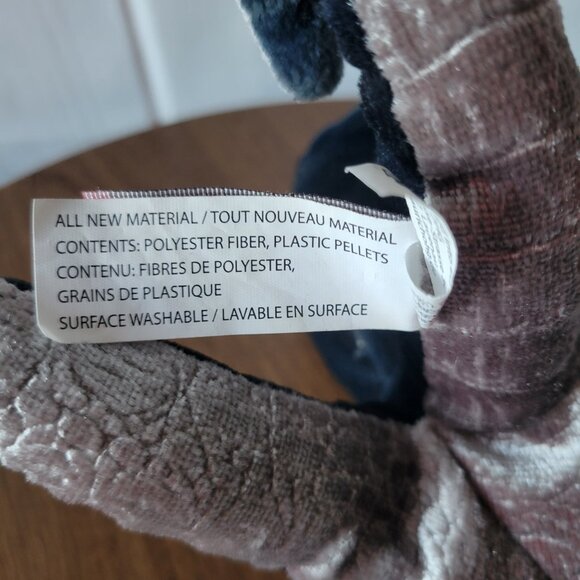 ALL NEW MATERIAL / TOUT NOUVEAU MATERIAL
CONTENTS: POLYESTER FIBER, PLASTIC PELLETS
CONTENU: FIBRES DE POLYESTER,
GRAINS DE PLASTIQUE
SURFACE WASHABLE / LAVABLE EN SURFACE